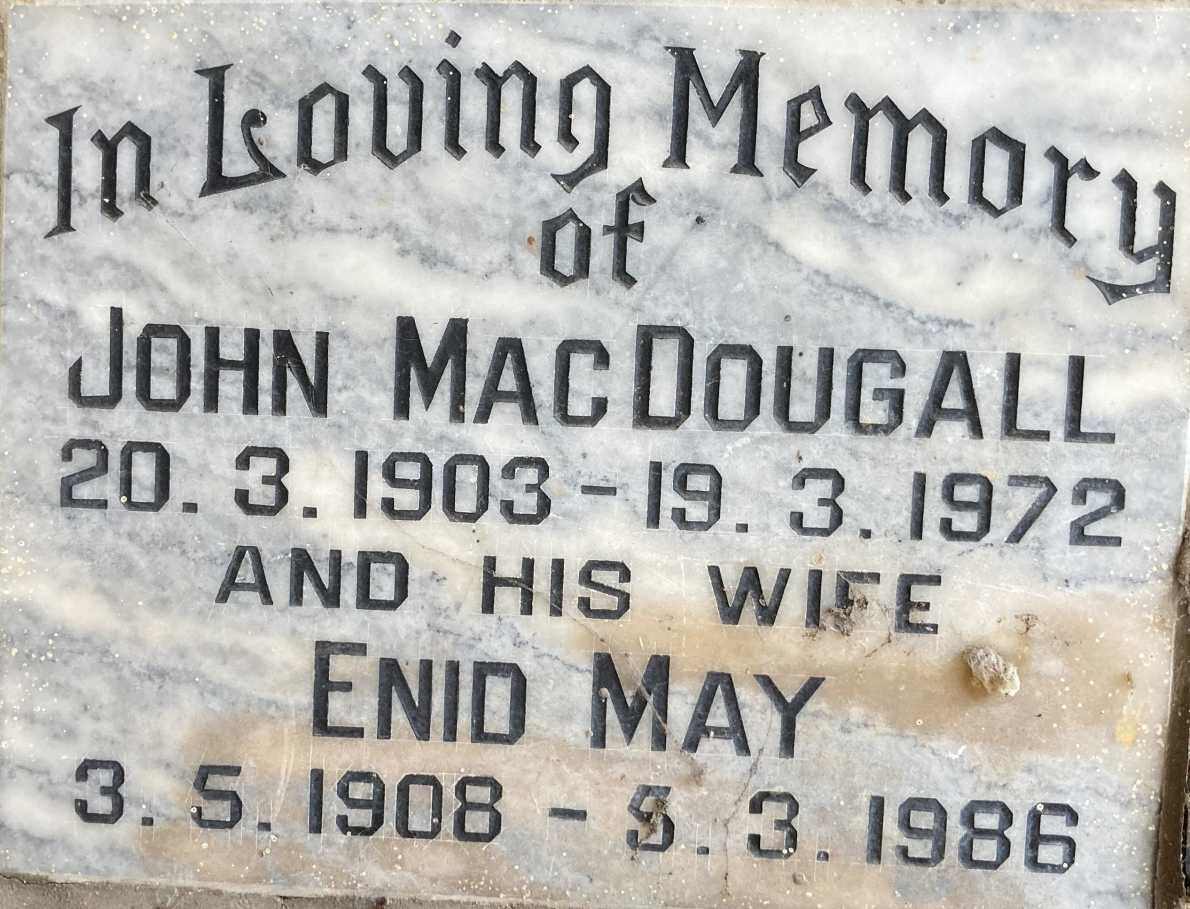 In Loving Memory
of
JOHN MACDOUGALL
20. 3. 1903 - 19. 3. 1972
AND HIS WIFE
ENID MAY
3. 5. 1908 - 5. 3. 1986